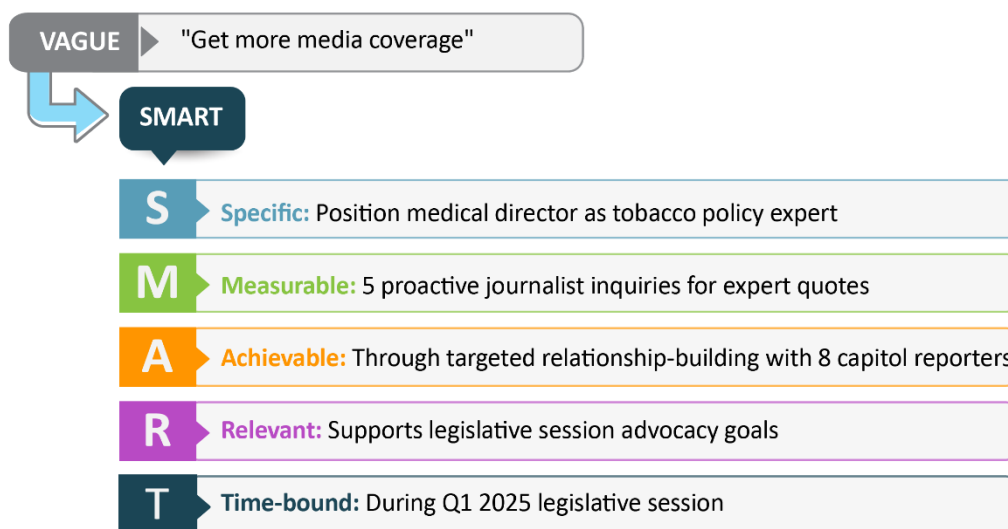 VAGUE "Get more media coverage"
SMART
S Specific: Position medical director as tobacco policy expert
M Measurable: 5 proactive journalist inquiries for expert quotes
A Achievable: Through targeted relationship-building with 8 capitol reporters
R Relevant: Supports legislative session advocacy goals
T Time-bound: During Q1 2025 legislative session